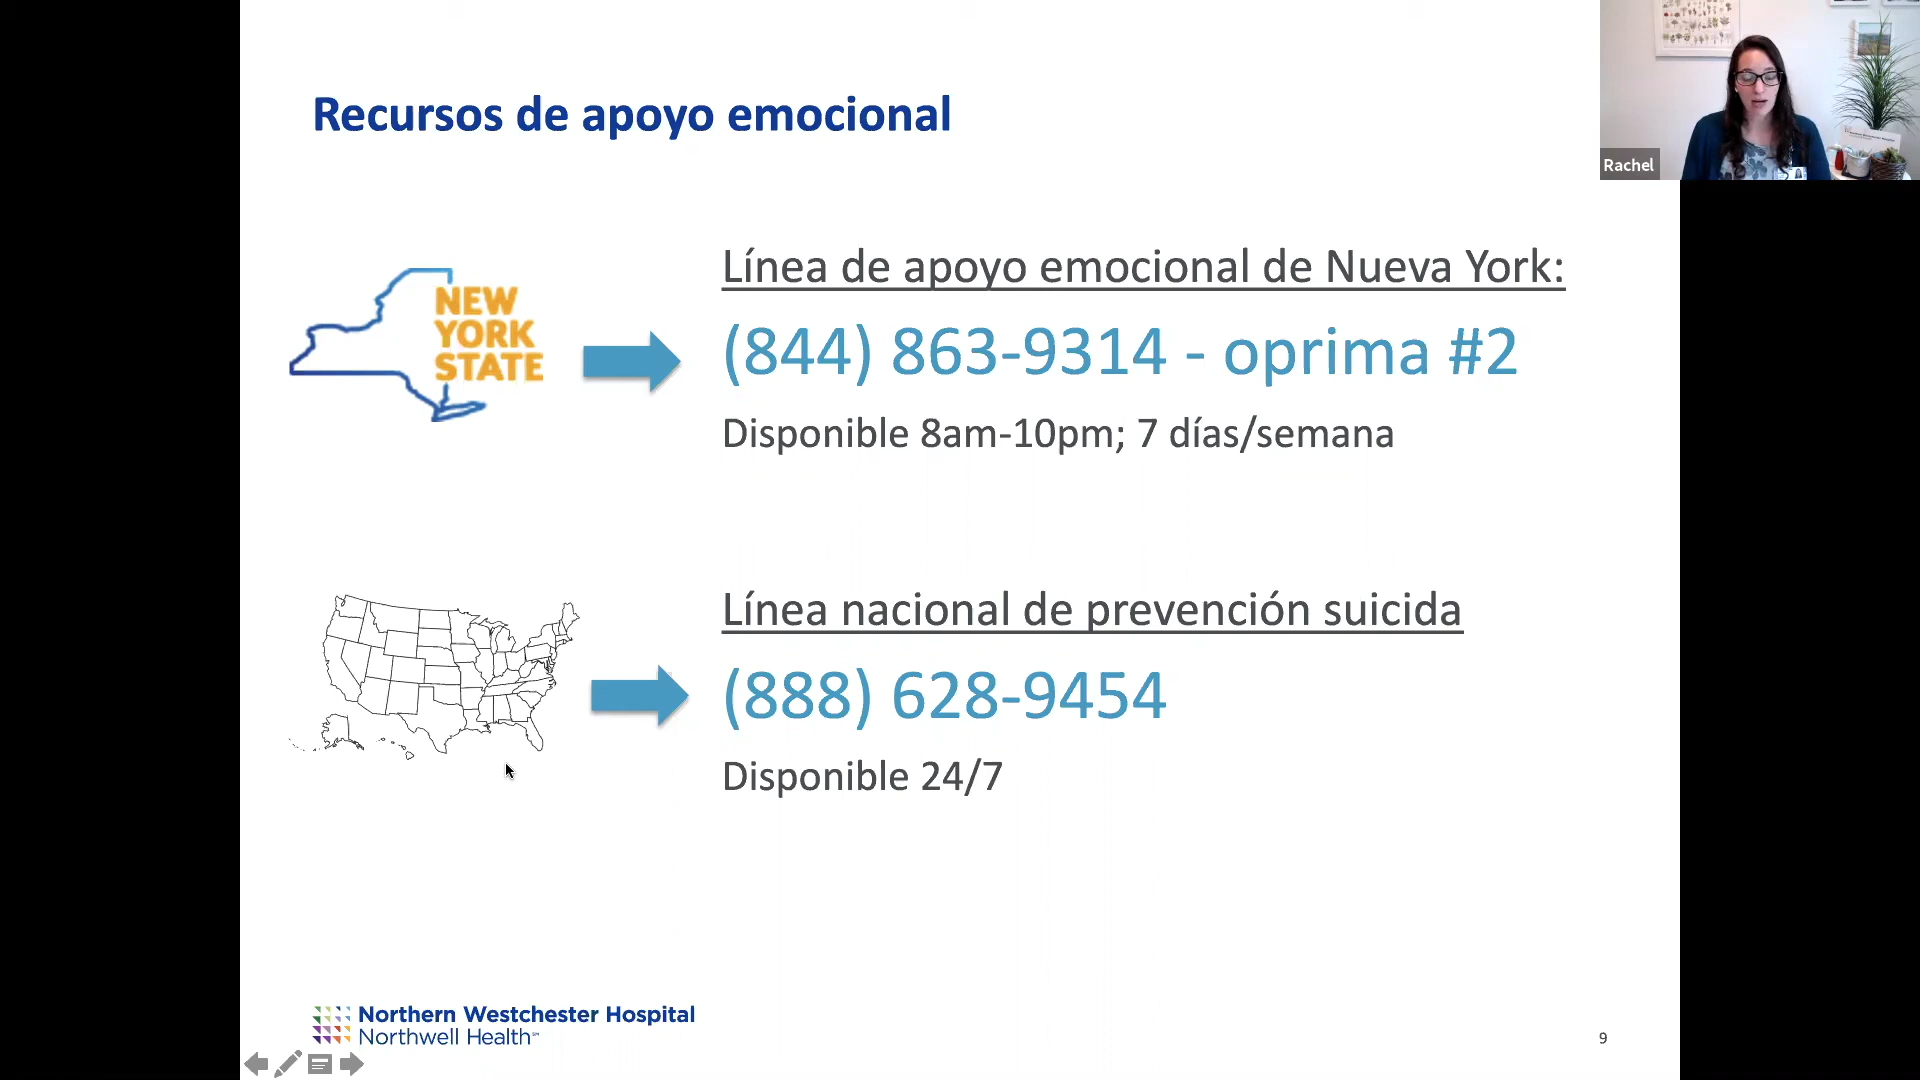 Recursos de apoyo emocional
Rachel
NEW
YORK
STATE
Línea de apoyo emocional de Nueva York:
(844) 863-9314 - oprima #2
Disponible 8am-10pm; 7 días/semana
Línea nacional de prevención suicida
(888) 628-9454
Disponible 24/7
Northern Westchester Hospital
Northwell Health℠
9